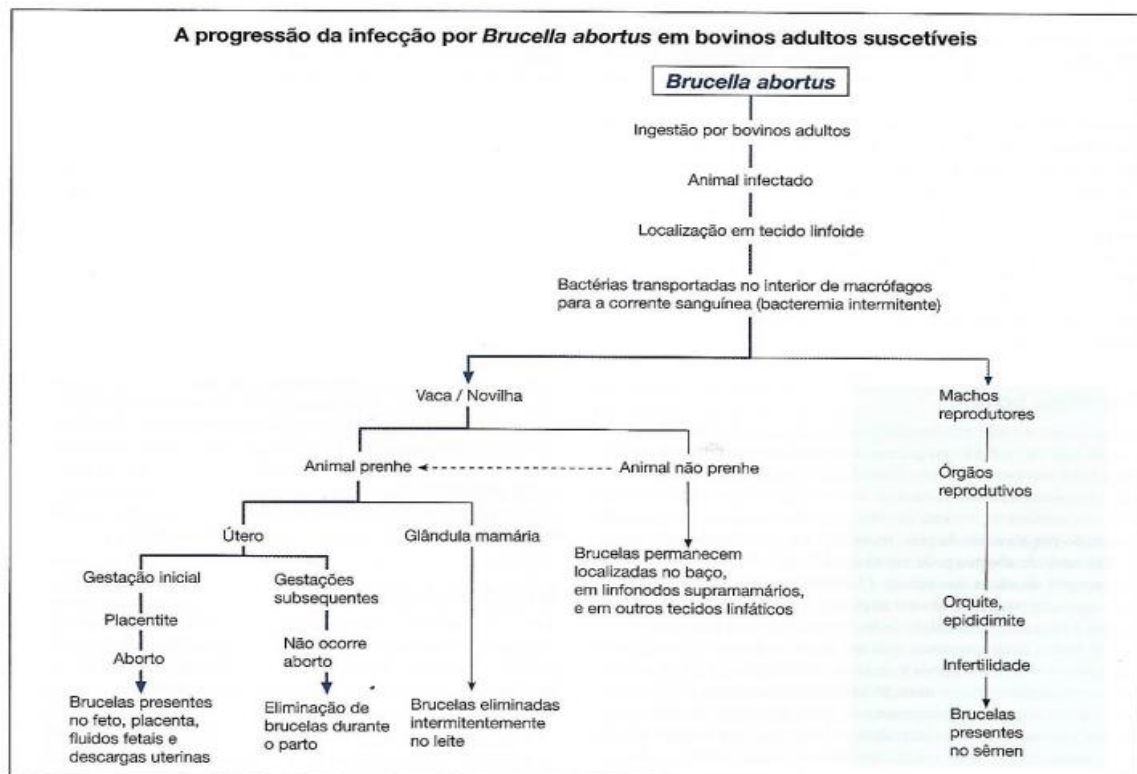 A progressão da infecção por Brucella abortus em bovinos adultos suscetíveis
Brucella abortus
Ingestão por bovinos adultos
Animal infectado
Localização em tecido linfoide
Bactérias transportadas no interior de macrófagos
para a corrente sanguínea (bacteremia intermitente)
Vaca / Novilha
Machos
reprodutores
Animal prenhe
Animal não prenhe
Órgãos
reprodutivos
Útero
Glândula mamária
Brucelas permanecem
localizadas no baço,
em linfonodos supramamários,
e em outros tecidos linfáticos
Gestação inicial
Gestações
subsequentes
Placentite
Não ocorre
aborto
Aborto
Orquite,
epididimite
Infertilidade
Brucelas presentes
no feto, placenta,
fluidos fetais e
descargas uterinas
Eliminação de
brucelas durante
o parto
Brucelas eliminadas
intermitentemente
no leite
Brucelas
presentes
no sêmen